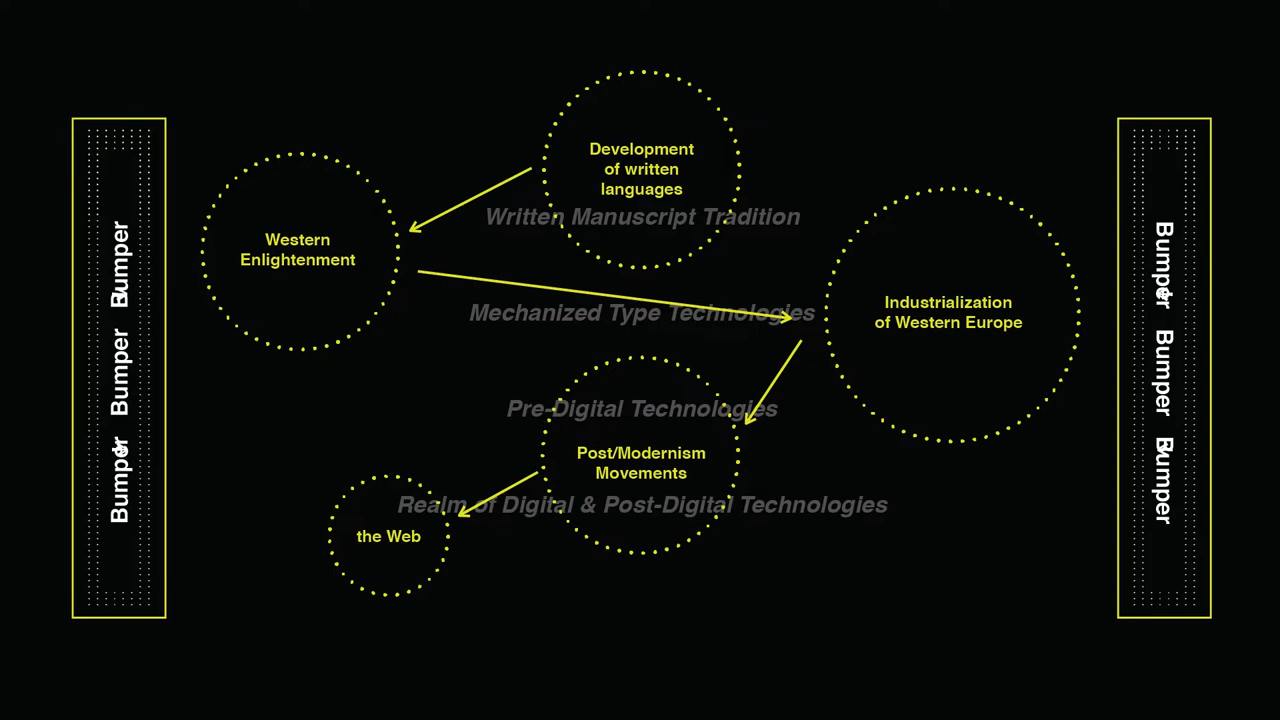 Development
of written
languages
Written Manuscript Tradition
Western
Enlightenment
Industrialization
of Western Europe
Mechanized Type Technologies
Pre-Digital Technologies
Post/Modernism
Movements
Realm of Digital & Post-Digital Technologies
the Web
Bumper Bumper Bumper
Bumper Bumper Bumper